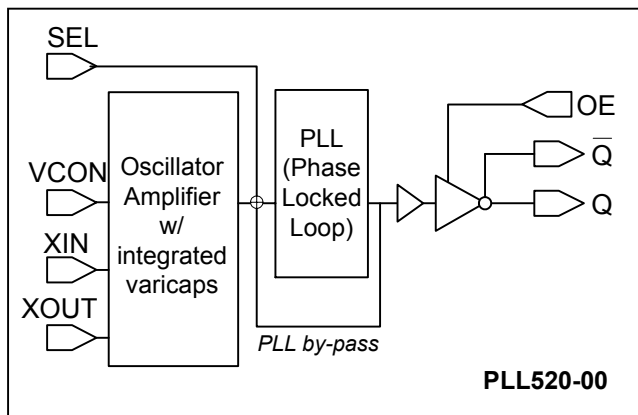 SEL
VCON
XIN
XOUT
Oscillator
Amplifier
w/
integrated
varicaps
PLL
(Phase
Locked
Loop)
PLL by-pass
OE
Q̅
Q
PLL520-00